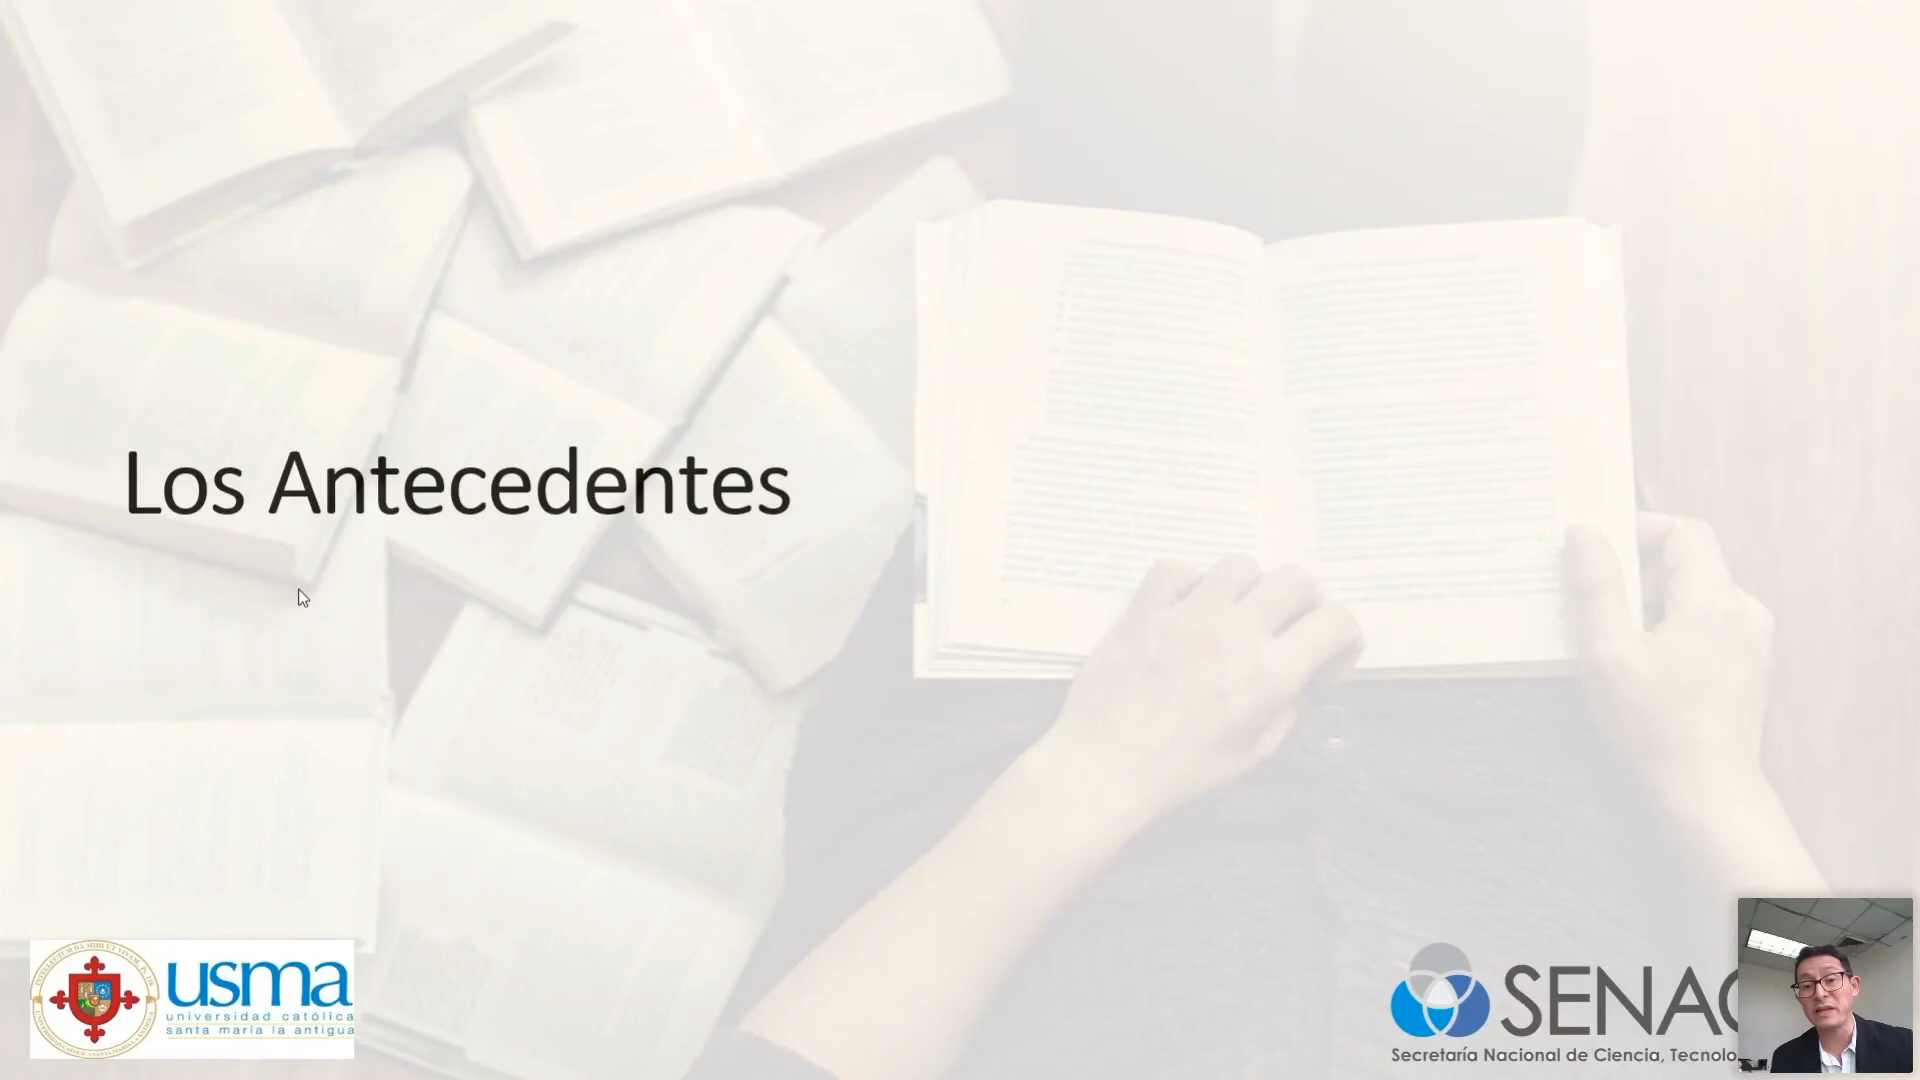 Los Antecedentes
usma
universidad católica
santa maría la antigua
SENAC
Secretaría Nacional de Ciencia, Tecnolo